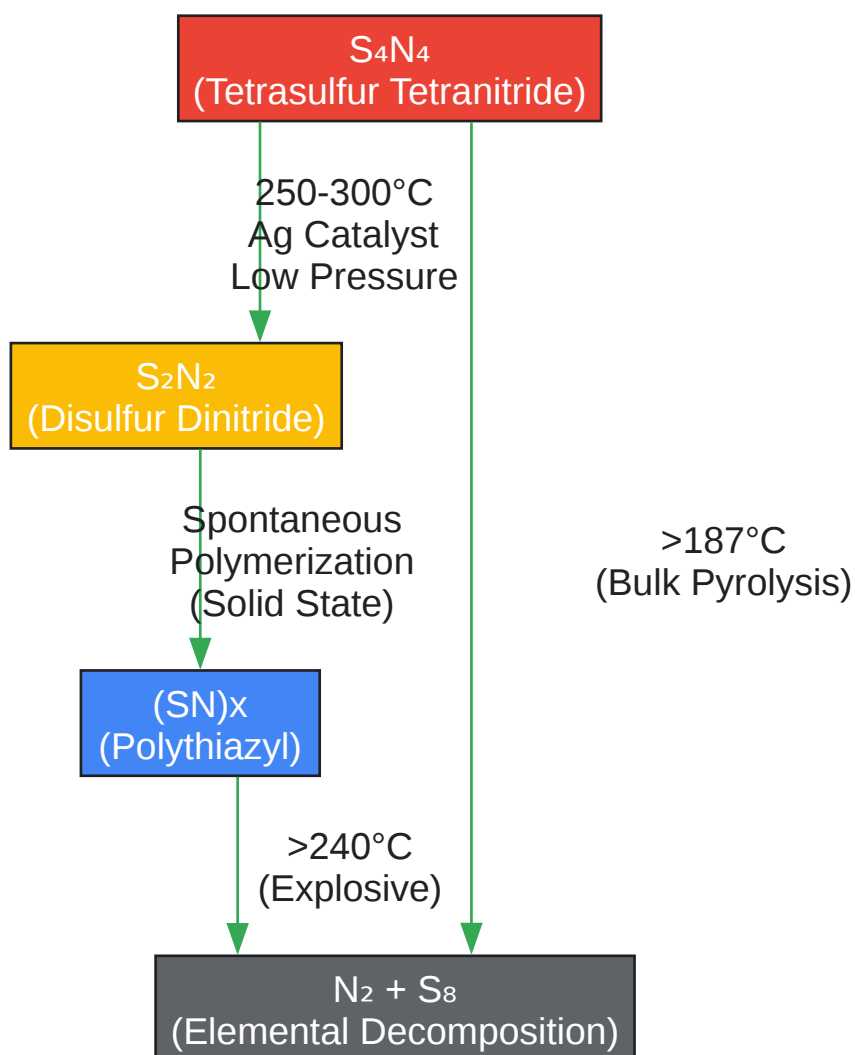 S₄N₄
(Tetrasulfur Tetranitride)
250-300°C
Ag Catalyst
Low Pressure
S₂N₂
(Disulfur Dinitride)
Spontaneous
Polymerization
(Solid State)
>187°C
(Bulk Pyrolysis)
(SN)x
(Polythiazyl)
>240°C
(Explosive)
N₂ + S₈
(Elemental Decomposition)